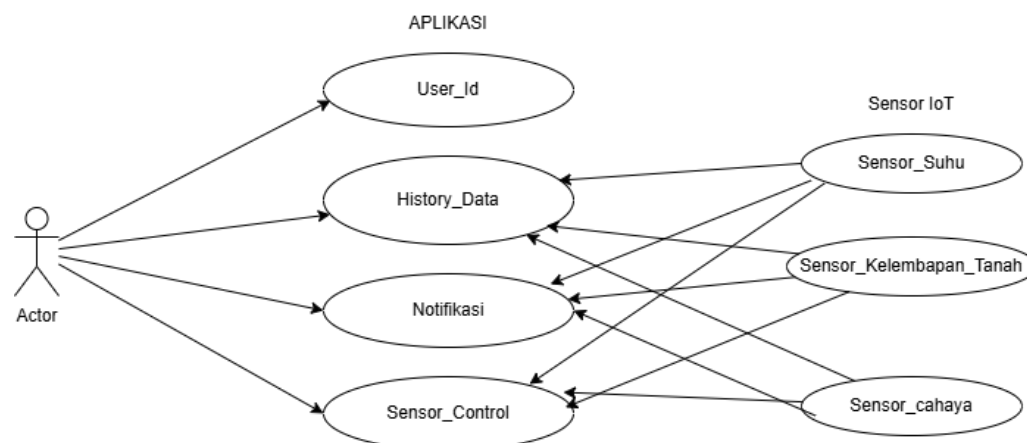 APLIKASI
User_Id
Sensor IoT
Sensor_Suhu
History_Data
Sensor_Kelembapan_Tanah
Notifikasi
Actor
Sensor_Control
Sensor_cahaya